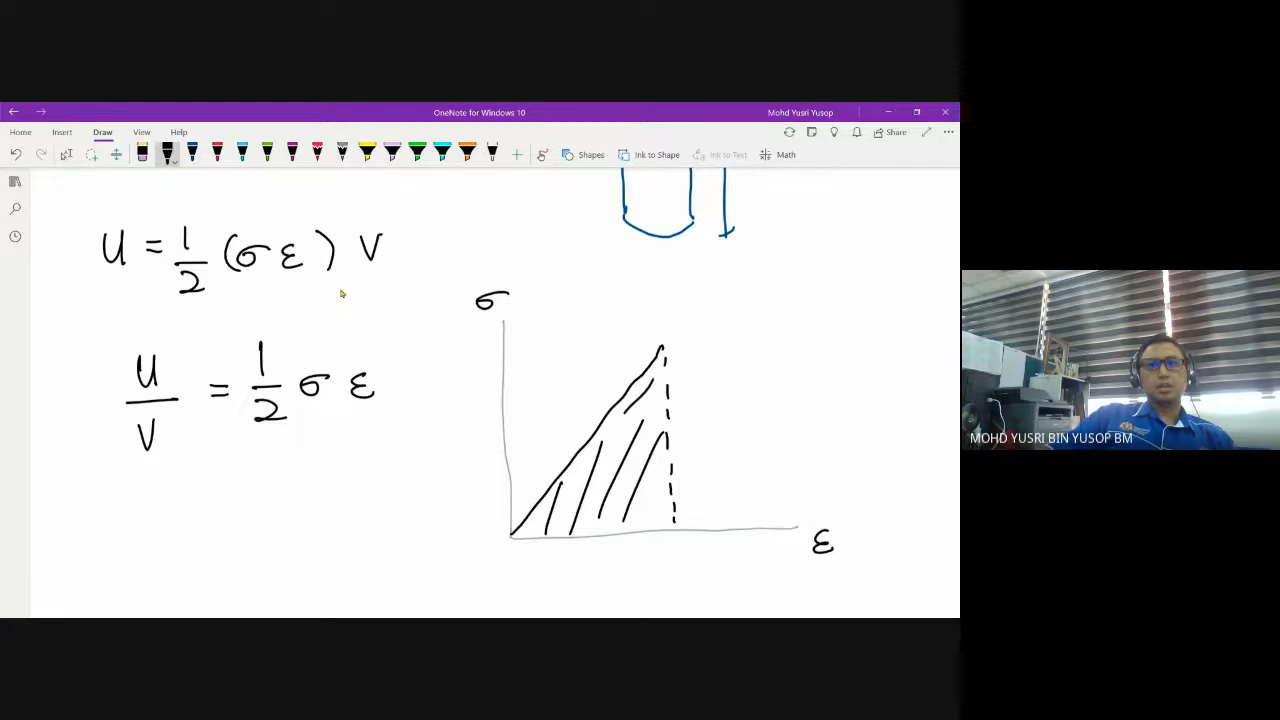 OneNote for Windows 10
Mohd Yusri Yusop
Home Insert Draw View Help
Share
Shapes Ink to Shape Ink to Text Math
U = 1/2 (σ ε) V
U/V = 1/2 σ ε
σ
ε
MOHD YUSRI BIN YUSOP BM